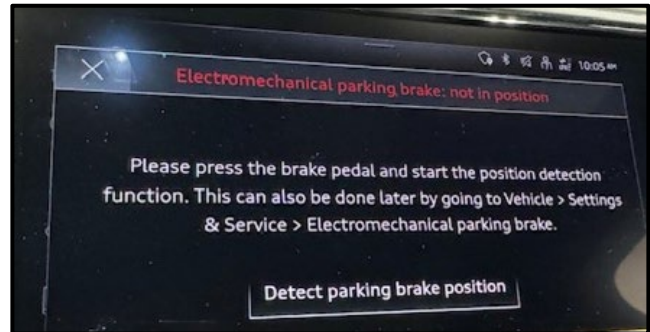 10:05 AM
Electromechanical parking brake: not in position
Please press the brake pedal and start the position detection
function. This can also be done later by going to Vehicle > Settings
& Service > Electromechanical parking brake.
Detect parking brake position